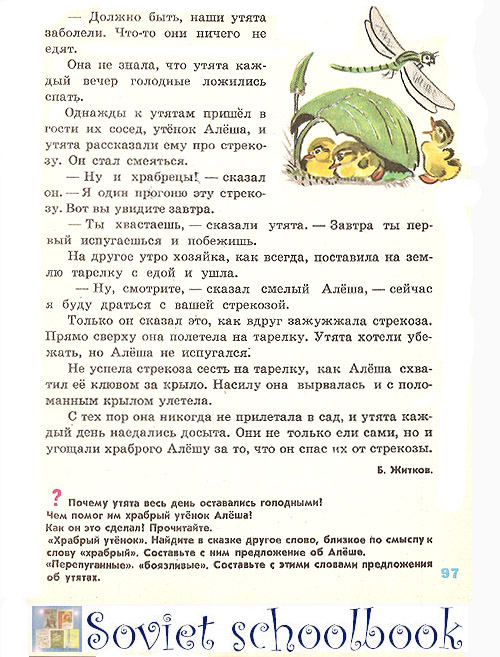 — Должно быть, наши утята
заболели. Что-то они ничего не
едят.
Она не знала, что утята каж-
дый вечер голодные ложились
спать.
Однажды к утятам пришёл в
гости их сосед, утёнок Алёша, и
утята рассказали ему про стреко-
зу. Он стал смеяться.
— Ну и храбрецы! — сказал
он. — Я один прогоню эту стреко-
зу. Вот вы увидите завтра.
— Ты хвастаешь, — сказали утята. — Завтра ты пер-
вый испугаешься и побежишь.
На другое утро хозяйка, как всегда, поставила на зем-
лю тарелку с едой и ушла.
— Ну, смотрите, — сказал смелый Алёша, — сейчас
я буду драться с вашей стрекозой.
Только он сказал это, как вдруг зажужжала стрекоза.
Прямо сверху она полетела на тарелку. Утята хотели убе-
жать, но Алёша не испугался.
Не успела стрекоза сесть на тарелку, как Алёша схва-
тил её клювом за крыло. Насилу она вырвалась и с поло-
манным крылом улетела.
С тех пор она никогда не прилетала в сад, и утята каж-
дый день наедались досыта. Они не только ели сами, но и
угощали храброго Алёшу за то, что он спас их от стрекозы.
Б. Житков.
? Почему утята весь день оставались голодными?
Чем помог им храбрый утёнок Алёша?
Как он это сделал? Прочитайте.
«Храбрый утёнок». Найдите в сказке другое слово, близкое по смыслу к
слову «храбрый». Составьте с ним предложение об Алёше.
«Перепуганные». «Боязливые». Составьте с этими словами предложения
об утятах.
97
Soviet schoolbook